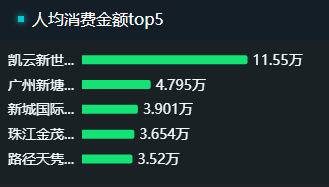 人均消费金额top5
凯云新世... 11.55万
广州新塘... 4.795万
新城国际... 3.901万
珠江金茂... 3.654万
路径天隽... 3.52万